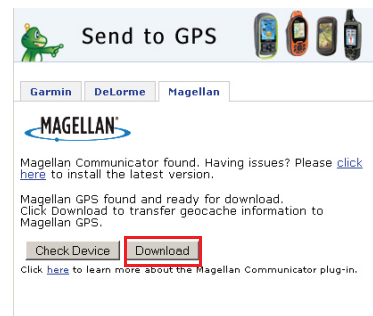 Send to GPS
Garmin DeLorme Magellan
MAGELLAN
Magellan Communicator found. Having issues? Please click
here to install the latest version.
Magellan GPS found and ready for download.
Click Download to transfer geocache information to
Magellan GPS.
Check Device Download
Click here to learn more about the Magellan Communicator plug-in.